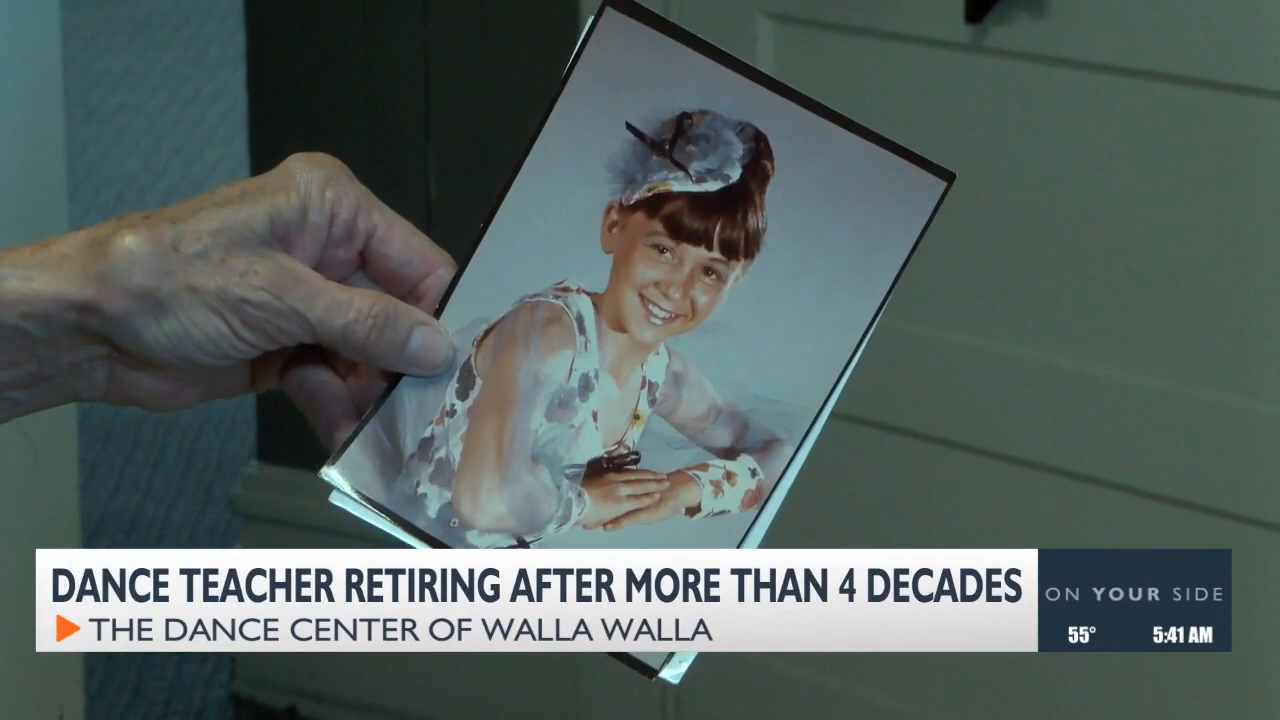 DANCE TEACHER RETIRING AFTER MORE THAN 4 DECADES
THE DANCE CENTER OF WALLA WALLA
ON YOUR SIDE
55° 5:41 AM